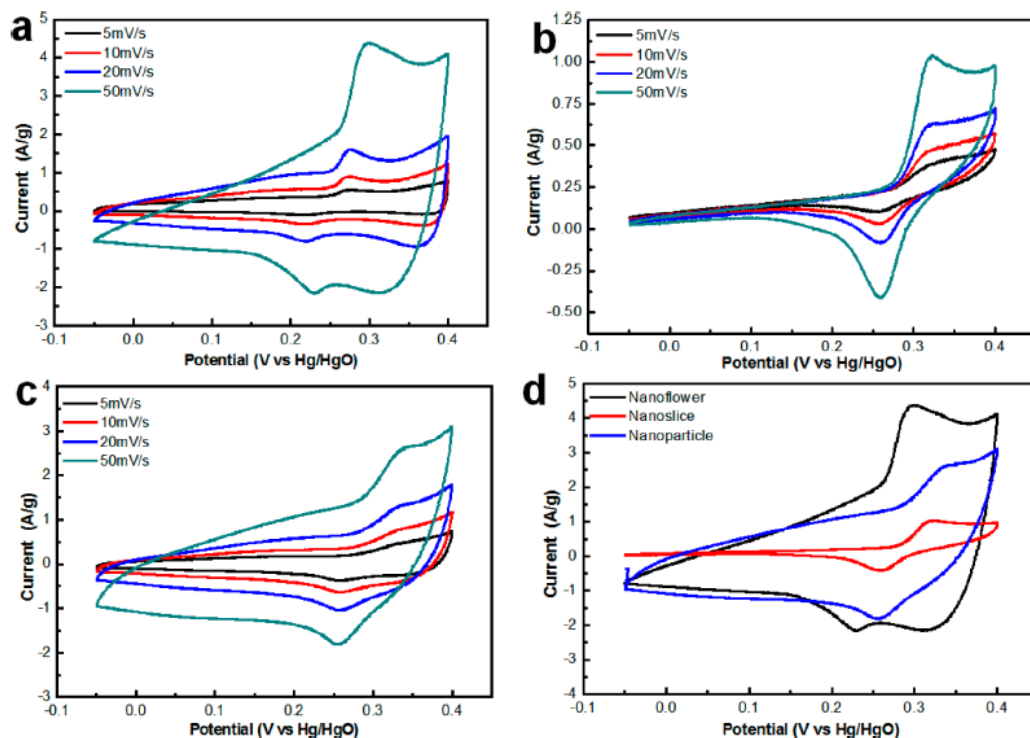 a
5mV/s
10mV/s
20mV/s
50mV/s
Current (A/g)
5
4
3
2
1
0
-1
-2
-3
-0.1
0.0
0.1
0.2
0.3
0.4
Potential (V vs Hg/HgO)
b
5mV/s
10mV/s
20mV/s
50mV/s
Current (A/g)
1.25
1.00
0.75
0.50
0.25
0.00
-0.25
-0.50
-0.1
0.0
0.1
0.2
0.3
0.4
Potential (V vs Hg/HgO)
c
5mV/s
10mV/s
20mV/s
50mV/s
Current (A/g)
4
3
2
1
0
-1
-2
-3
-0.1
0.0
0.1
0.2
0.3
0.4
Potential (V vs Hg/HgO)
d
Nanoflower
Nanoslice
Nanoparticle
Current (A/g)
5
4
3
2
1
0
-1
-2
-3
-4
-0.1
0.0
0.1
0.2
0.3
0.4
Potential (V vs Hg/HgO)